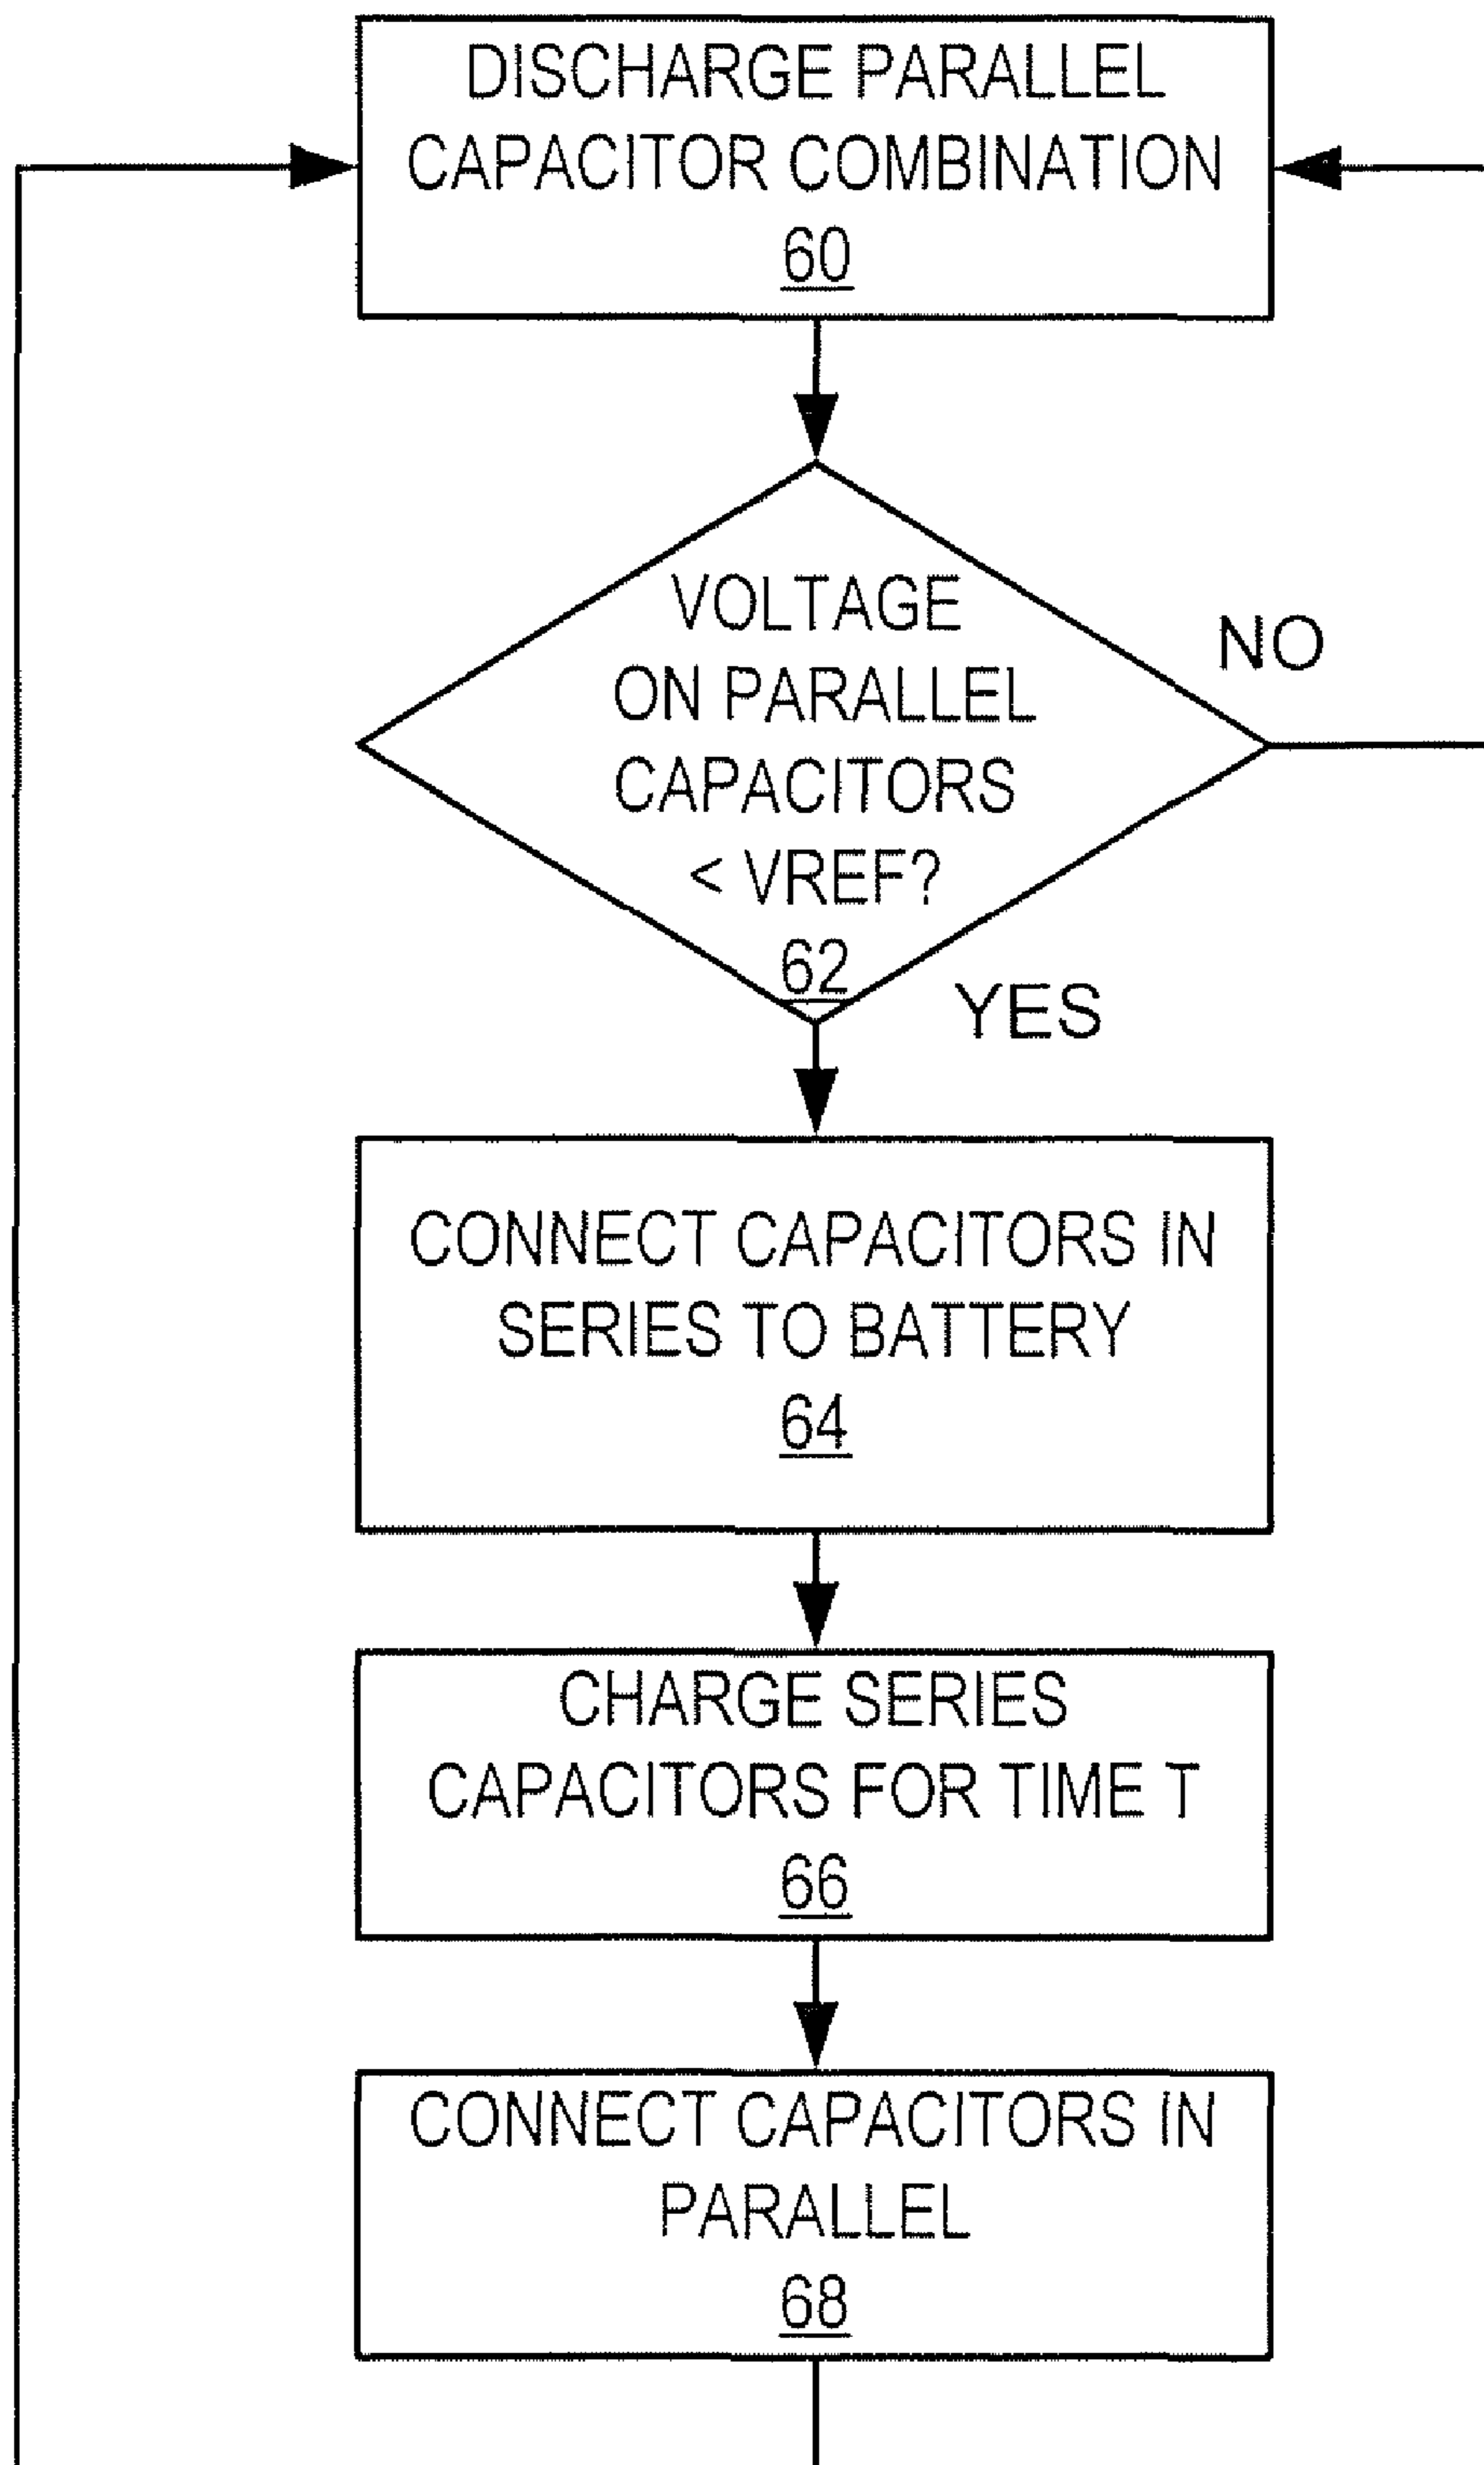 DISCHARGE PARALLEL
CAPACITOR COMBINATION
60
VOLTAGE
ON PARALLEL
CAPACITORS
< VREF?
62
NO
YES
CONNECT CAPACITORS IN
SERIES TO BATTERY
64
CHARGE SERIES
CAPACITORS FOR TIME T
66
CONNECT CAPACITORS IN
PARALLEL
68